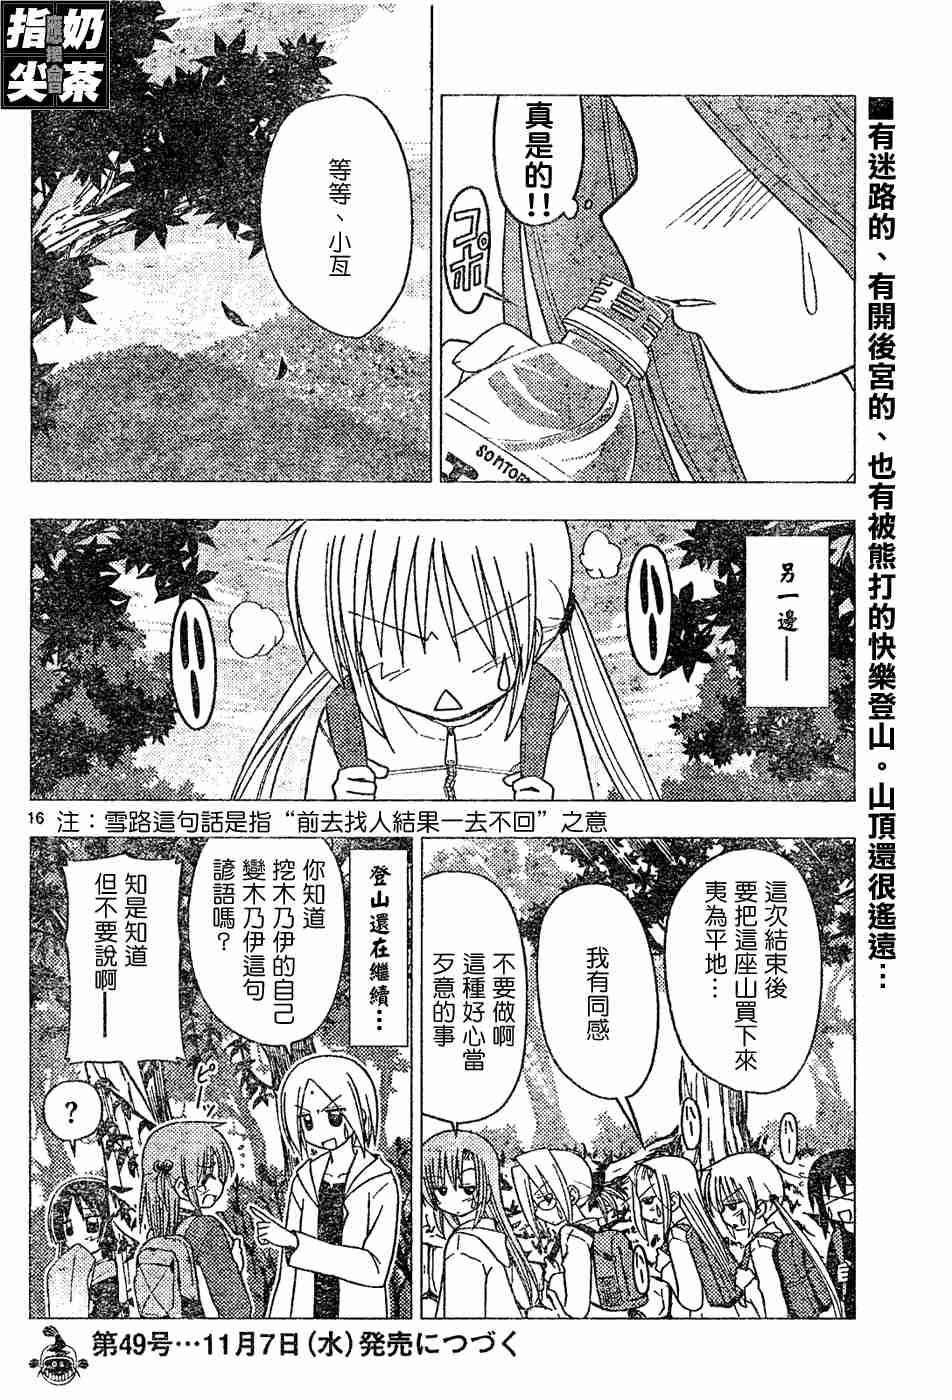 指奶
尖茶
真是的!!
コポ
SUNTOR
等等、小亙
■有迷路的、有開後宮的、也有被熊打的快樂登山。山頂還很遙遠…
另一邊——
16
注：雪路這句話是指“前去找人結果一去不回”之意
這次結束後
要把這座山買下來
夷為平地…
我有同感
不要做啊
這種好心當
歹意的事
登山還在繼續…
你知道
挖木乃伊的自己
變木乃伊這句
諺語嗎？
ピッ
知是知道
但不要說啊——
？
第49号…11月7日(水)発売につづく